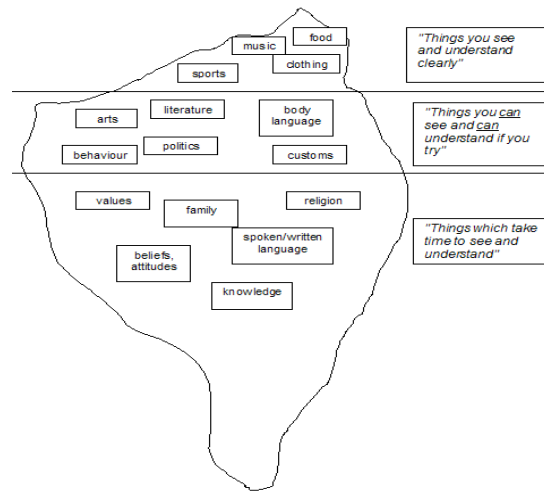 food
music
clothing
sports
"Things you see
and understand
clearly"
literature
body
language
arts
politics
behaviour
customs
"Things you can
see and can
understand if you
try"
values
family
religion
spoken/written
language
beliefs,
attitudes
knowledge
"Things which take
time to see and
understand"